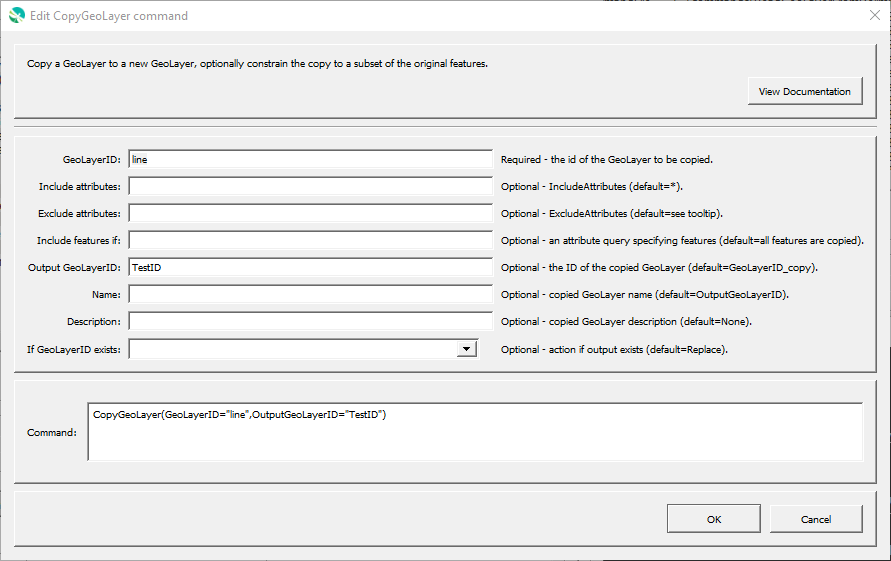 Edit CopyGeoLayer command
Copy a GeoLayer to a new GeoLayer, optionally constrain the copy to a subset of the original features.
View Documentation
GeoLayerID: line Required - the id of the GeoLayer to be copied.
Include attributes: Optional - IncludeAttributes (default=*).
Exclude attributes: Optional - ExcludeAttributes (default=see tooltip).
Include features if: Optional - an attribute query specifying features (default=all features are copied).
Output GeoLayerID: TestID Optional - the ID of the copied GeoLayer (default=GeoLayerID_copy).
Name: Optional - copied GeoLayer name (default=OutputGeoLayerID).
Description: Optional - copied GeoLayer description (default=None).
If GeoLayerID exists: Optional - action if output exists (default=Replace).
Command: CopyGeoLayer(GeoLayerID="line",OutputGeoLayerID="TestID")
OK Cancel